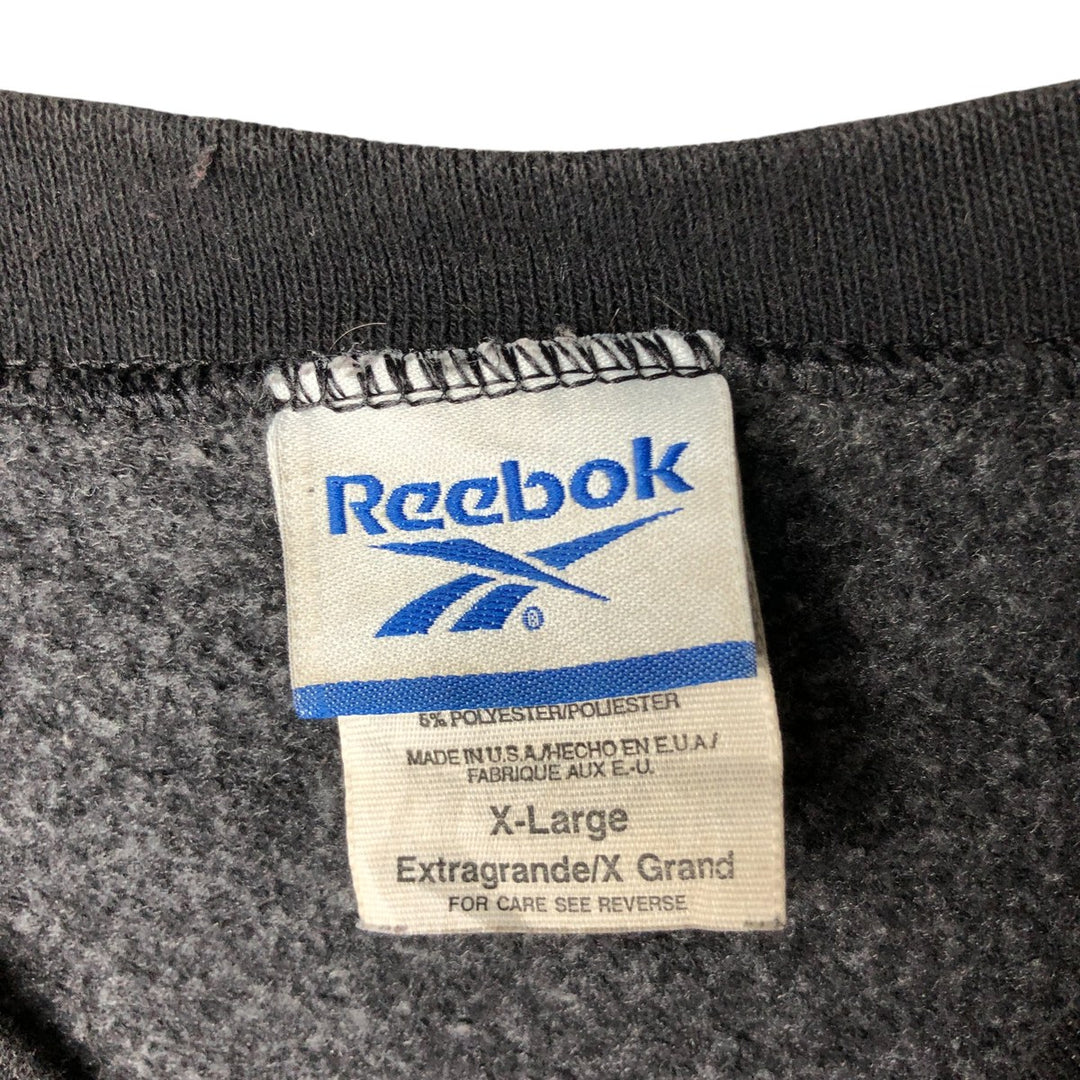 Reebok
®
5% POLYESTER/POLIESTER
MADE IN U.S.A./HECHO EN E.U.A./
FABRIQUE AUX E.-U.
X-Large
Extragrande/X Grand
FOR CARE SEE REVERSE